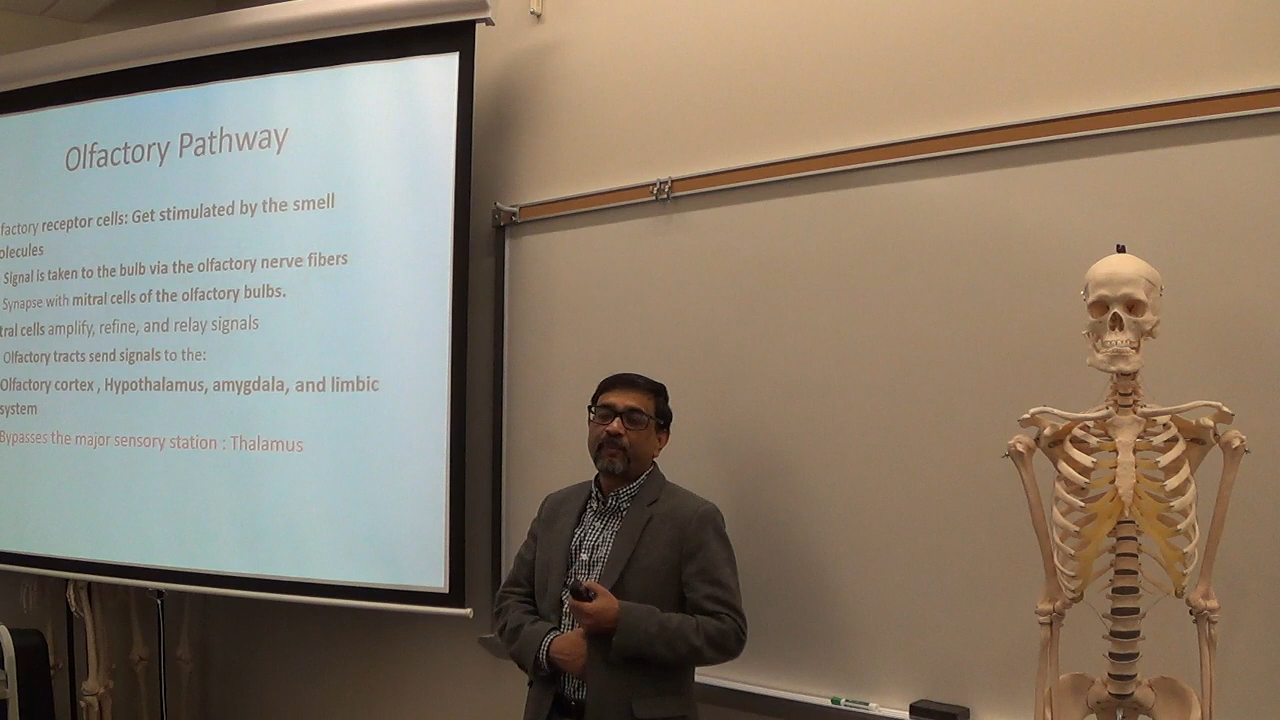 Olfactory Pathway
factory receptor cells: Get stimulated by the smell
olecules
Signal is taken to the bulb via the olfactory nerve fibers
Synapse with mitral cells of the olfactory bulbs.
tral cells amplify, refine, and relay signals
Olfactory tracts send signals to the:
Olfactory cortex , Hypothalamus, amygdala, and limbic
system
Bypasses the major sensory station : Thalamus